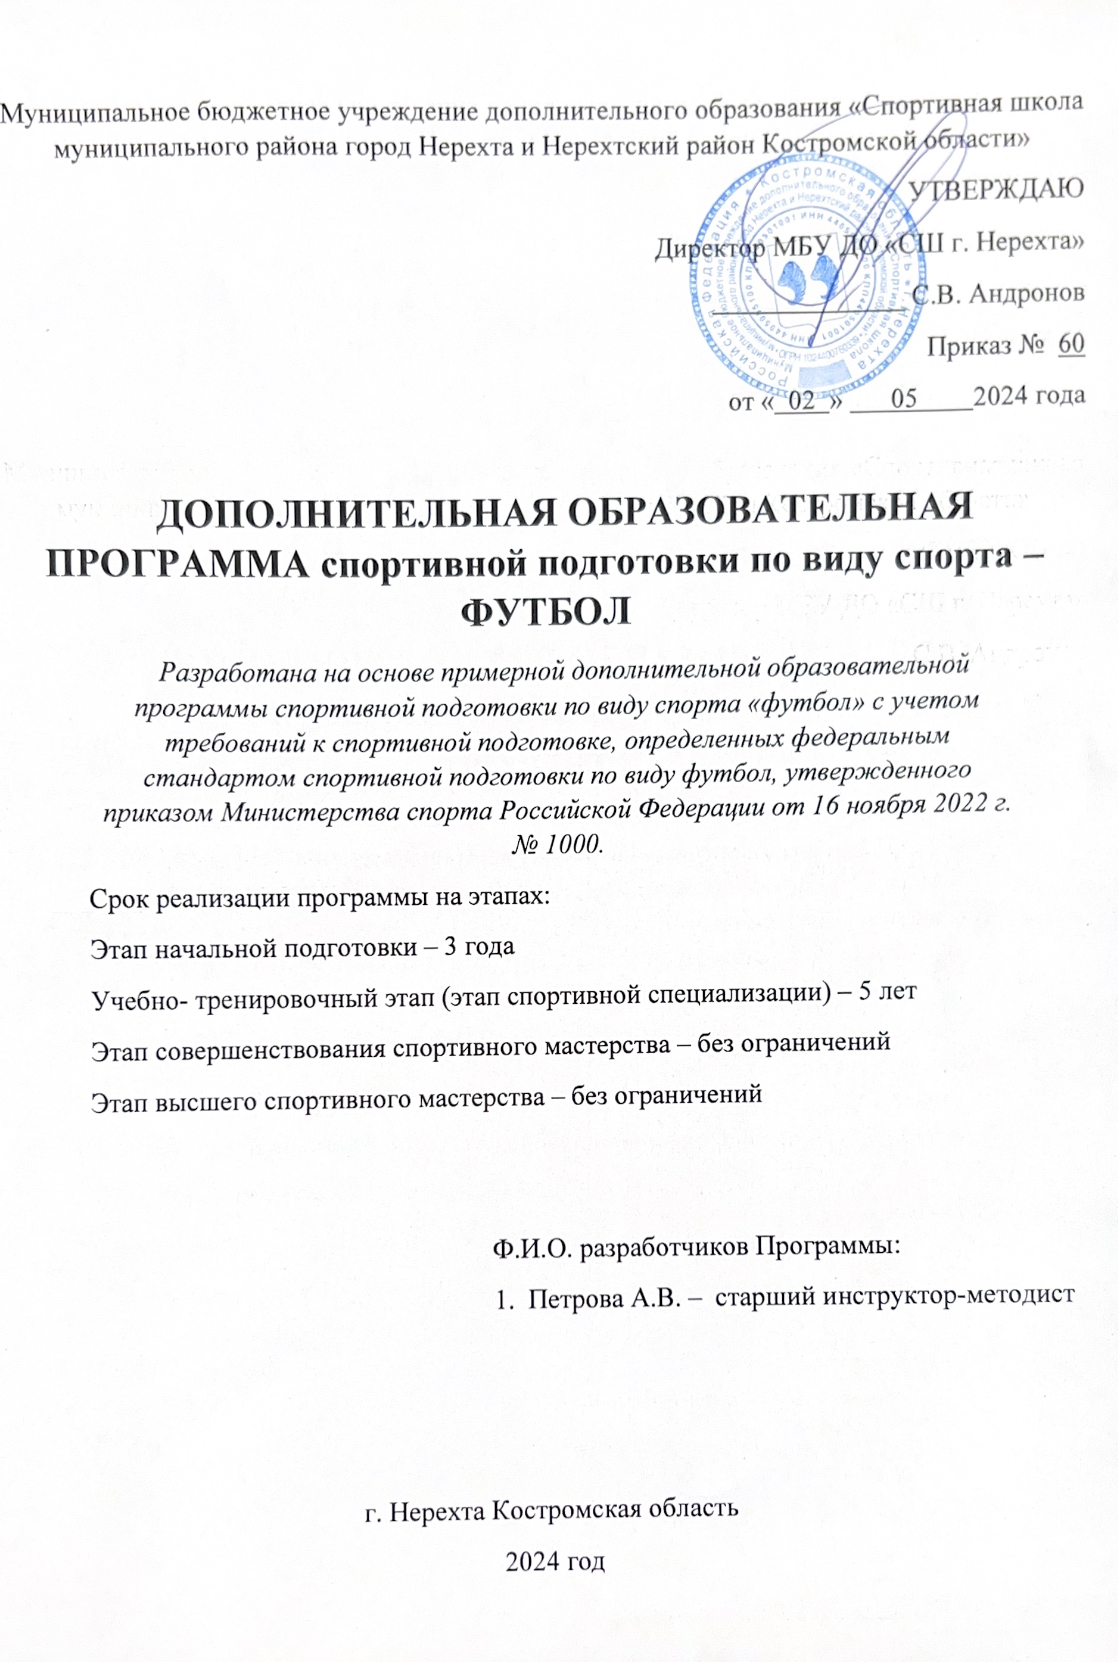 Муниципальное бюджетное учреждение дополнительного образования «Спортивная школа
муниципального района город Нерехта и Нерехтский район Костромской области»
УТВЕРЖДАЮ
Директор МБУ ДО «СШ г. Нерехта»
С.В. Андронов
Приказ № 60
от « 02 » 05 2024 года
Российская Федерация * Костромская область * г. Нерехта
ДОПОЛНИТЕЛЬНАЯ ОБРАЗОВАТЕЛЬНАЯ
ПРОГРАММА спортивной подготовки по виду спорта –
ФУТБОЛ
Разработана на основе примерной дополнительной образовательной
программы спортивной подготовки по виду спорта «футбол» с учетом
требований к спортивной подготовке, определенных федеральным
стандартом спортивной подготовки по виду футбол, утвержденного
приказом Министерства спорта Российской Федерации от 16 ноября 2022 г.
№ 1000.
Срок реализации программы на этапах:
Этап начальной подготовки – 3 года
Учебно- тренировочный этап (этап спортивной специализации) – 5 лет
Этап совершенствования спортивного мастерства – без ограничений
Этап высшего спортивного мастерства – без ограничений
Ф.И.О. разработчиков Программы:
1. Петрова А.В. – старший инструктор-методист
г. Нерехта Костромская область
2024 год